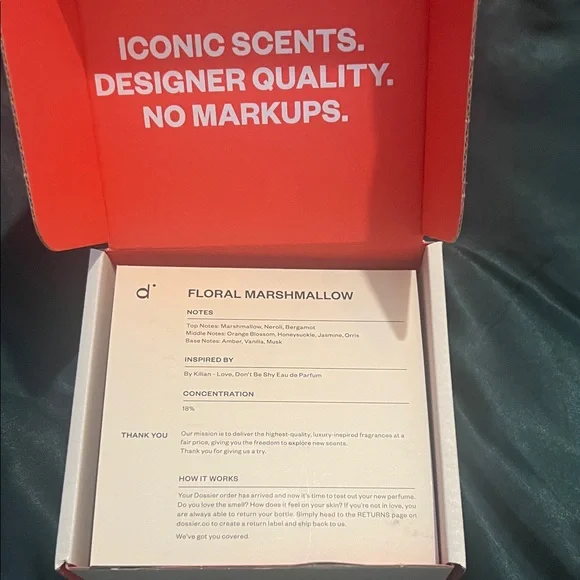 ICONIC SCENTS.
DESIGNER QUALITY.
NO MARKUPS.
d
FLORAL MARSHMALLOW
NOTES
Top Notes: Marshmallow, Neroli, Bergamot
Middle Notes: Orange Blossom, Honeysuckle, Jasmine, Orris
Base Notes: Amber, Vanilla, Musk
INSPIRED BY
By Kilian - Love, Don't Be Shy Eau de Parfum
CONCENTRATION
18%
THANK YOU
Our mission is to deliver the highest-quality, luxury-inspired fragrances at a
fair price, giving you the freedom to explore new scents.
Thank you for giving us a try.
HOW IT WORKS
Your Dossier order has arrived and now it's time to test out your new perfume.
Do you love the smell? How does it feel on your skin? If you're not in love, you
are always able to return your bottle. Simply head to the RETURNS page on
dossier.co to create a return label and ship back to us.
We've got you covered.